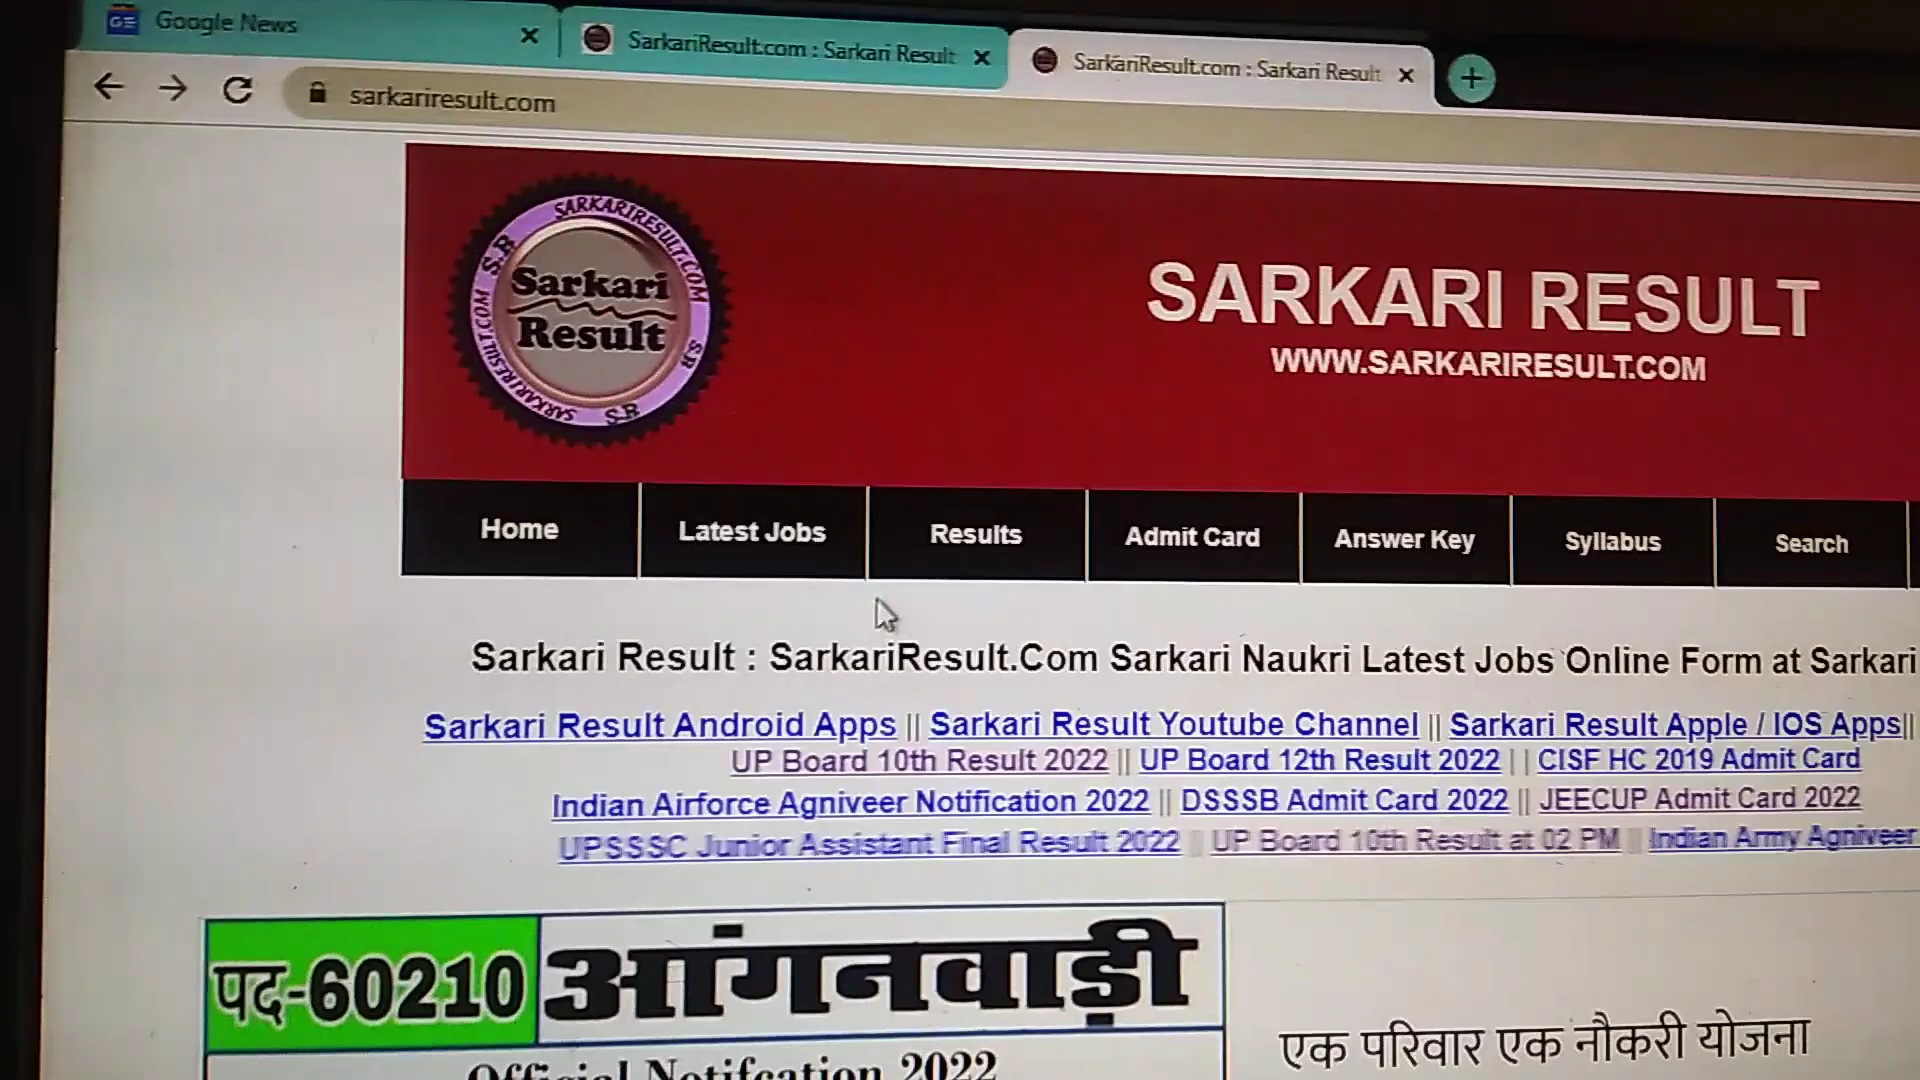 Google News
SarkariResult.com : Sarkari Result
SarkariResult.com : Sarkari Result
sarkariresult.com
SARKARIRESULT.COM S.R SARKARIRESULT.COM S.R
Sarkari
Result
SARKARI RESULT
WWW.SARKARIRESULT.COM
Home Latest Jobs Results Admit Card Answer Key Syllabus Search
Sarkari Result : SarkariResult.Com Sarkari Naukri Latest Jobs Online Form at Sarkari
Sarkari Result Android Apps || Sarkari Result Youtube Channel || Sarkari Result Apple / IOS Apps||
UP Board 10th Result 2022 || UP Board 12th Result 2022 | | CISF HC 2019 Admit Card
Indian Airforce Agniveer Notification 2022 || DSSSB Admit Card 2022 || JEECUP Admit Card 2022
UPSSSC Junior Assistant Final Result 2022 || UP Board 10th Result at 02 PM || Indian Army Agniveer
पद-60210 आंगनवाड़ी
Official Notifcation 2022
एक परिवार एक नौकरी योजना